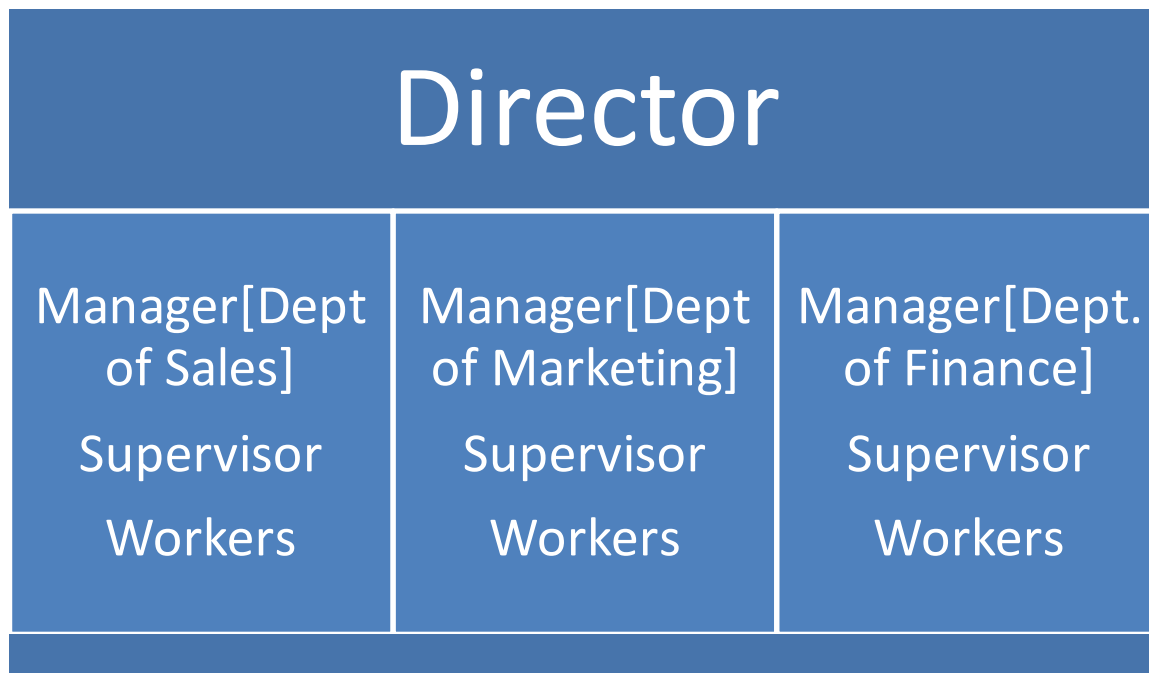 Director
Manager[Dept
of Sales]
Supervisor
Workers
Manager[Dept
of Marketing]
Supervisor
Workers
Manager[Dept.
of Finance]
Supervisor
Workers